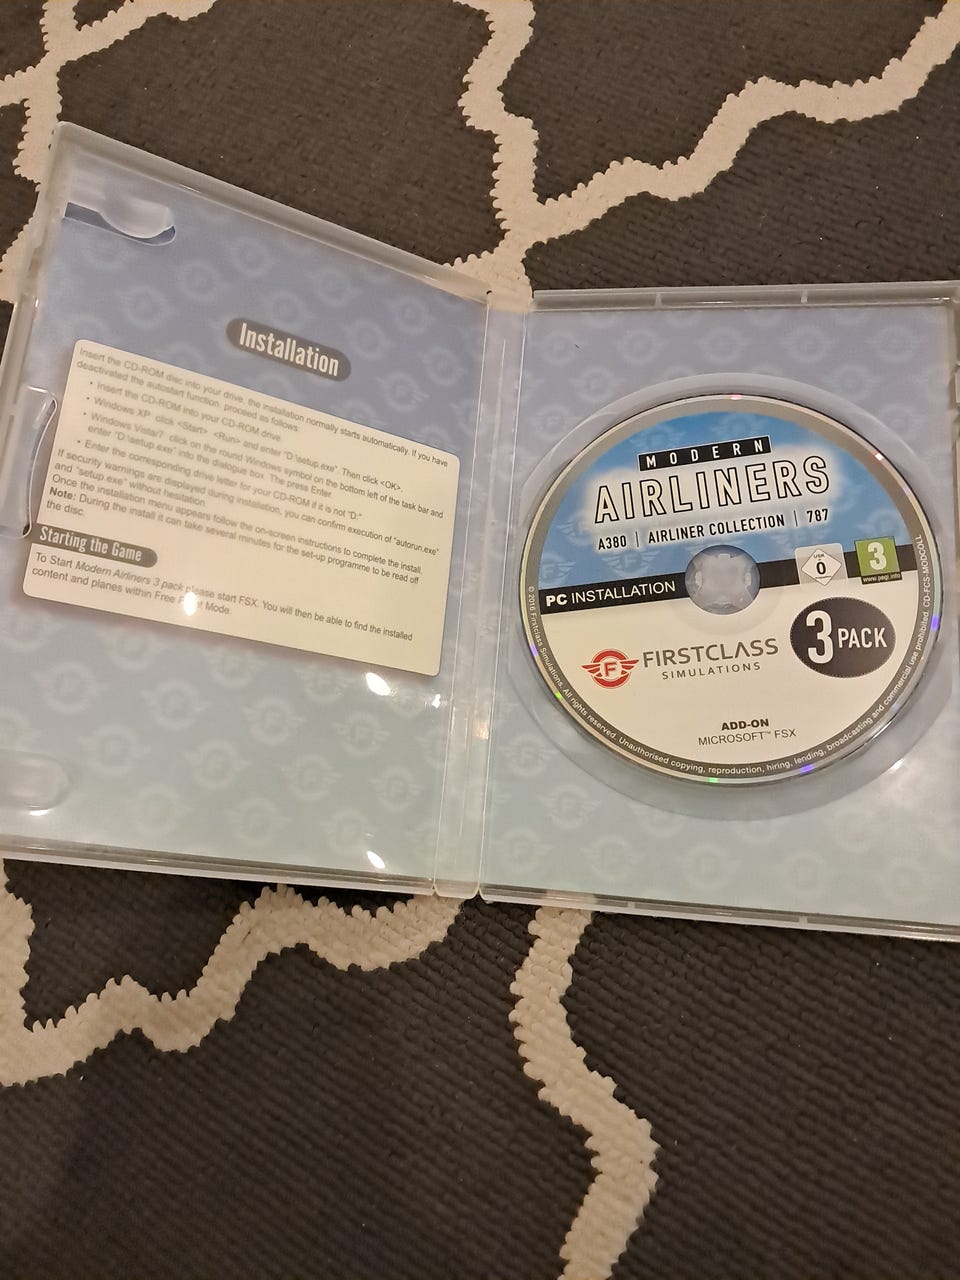 Installation
Insert the CD-ROM disc into your drive, the installation normally starts automatically. If you have
deactivated the autostart function, proceed as follows:
• Insert the CD-ROM into your CD-ROM drive
• Windows XP: click <Start> <Run> and enter "D:\setup.exe". Then click <OK>.
• Windows Vista/7: click on the round Windows symbol on the bottom left of the task bar and
enter "D:\setup.exe" into the dialogue box. The press Enter.
• Enter the corresponding drive letter for your CD-ROM if it is not "D:"
If security warnings are displayed during installation, you can confirm execution of "autorun.exe"
and "setup.exe" without hesitation.
Once the installation menu appears follow the on-screen instructions to complete the install.
Note: During the install it can take several minutes for the set-up programme to be read off
the disc.
Starting the Game
To Start Modern Airliners 3 pack please start FSX. You will then be able to find the installed
content and planes within Free Mode.
MODERN
AIRLINERS
A380 | AIRLINER COLLECTION | 787
PC INSTALLATION
USK
0
3
www.pegi.info
3 PACK
F
FIRSTCLASS
SIMULATIONS
ADD-ON
MICROSOFT™ FSX
© 2016 Firstclass Simulations. All rights reserved. Unauthorised copying, reproduction, hiring, lending, broadcasting and commercial use prohibited. CD-FCS-MODCOLL